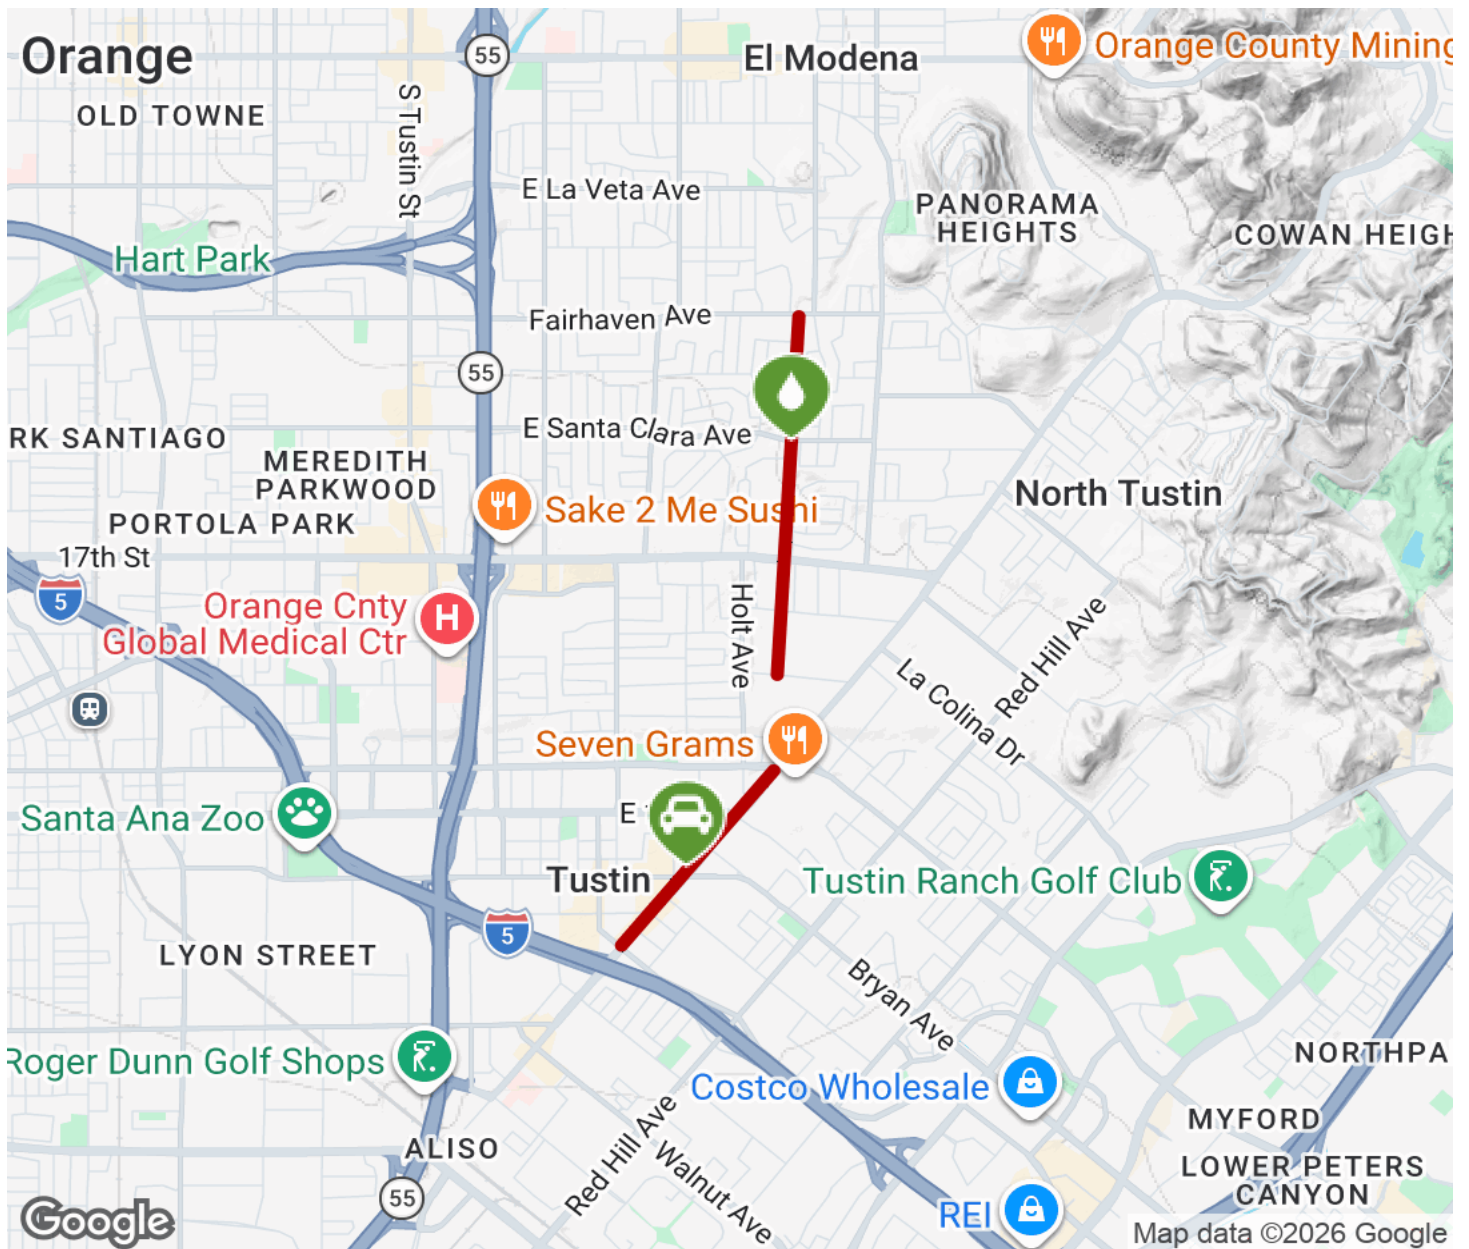 Orange
55
El Modena
Orange County Mining
OLD TOWNE
S Tustin St
E La Veta Ave
PANORAMA
HEIGHTS
COWAN HEIGH
Hart Park
Fairhaven Ave
55
E Santa Clara Ave
RK SANTIAGO
MEREDITH
PARKWOOD
North Tustin
Sake 2 Me Sushi
PORTOLA PARK
17th St
5
Orange Cnty
Global Medical Ctr
H
Holt Ave
Red Hill Ave
La Colina Dr
Seven Grams
Santa Ana Zoo
E
Tustin
Tustin Ranch Golf Club
5
LYON STREET
Bryan Ave
Roger Dunn Golf Shops
NORTHPA
Costco Wholesale
MYFORD
ALISO
Red Hill Ave
Walnut Ave
LOWER PETERS
CANYON
55
REI
Google
Map data ©2026 Google